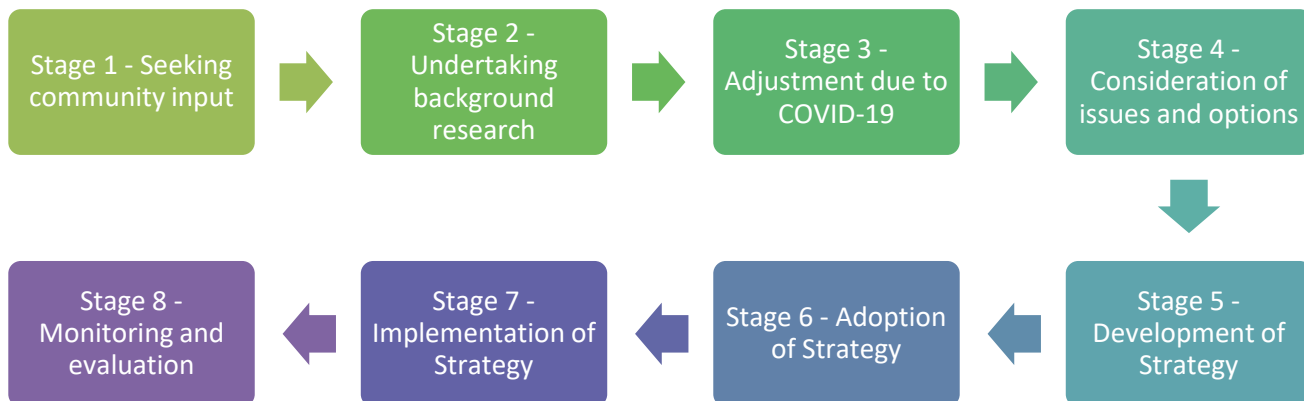 Stage 1 - Seeking
community input
Stage 2 -
Undertaking
background
research
Stage 3 -
Adjustment due to
COVID-19
Stage 4 -
Consideration of
issues and options
Stage 5 -
Development of
Strategy
Stage 6 - Adoption
of Strategy
Stage 7 -
Implementation of
Strategy
Stage 8 -
Monitoring and
evaluation